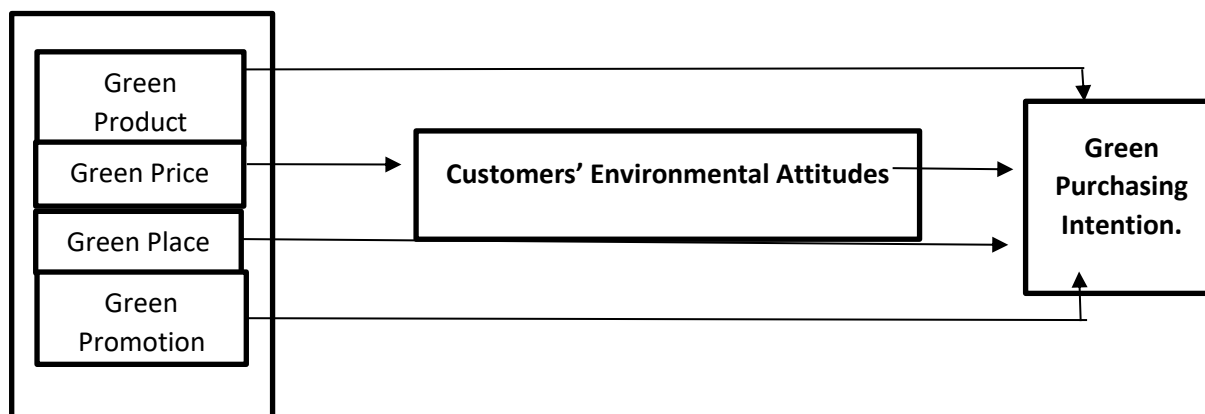 Green
Product
Green Price
Green Place
Green
Promotion
Customers’ Environmental Attitudes
Green
Purchasing
Intention.